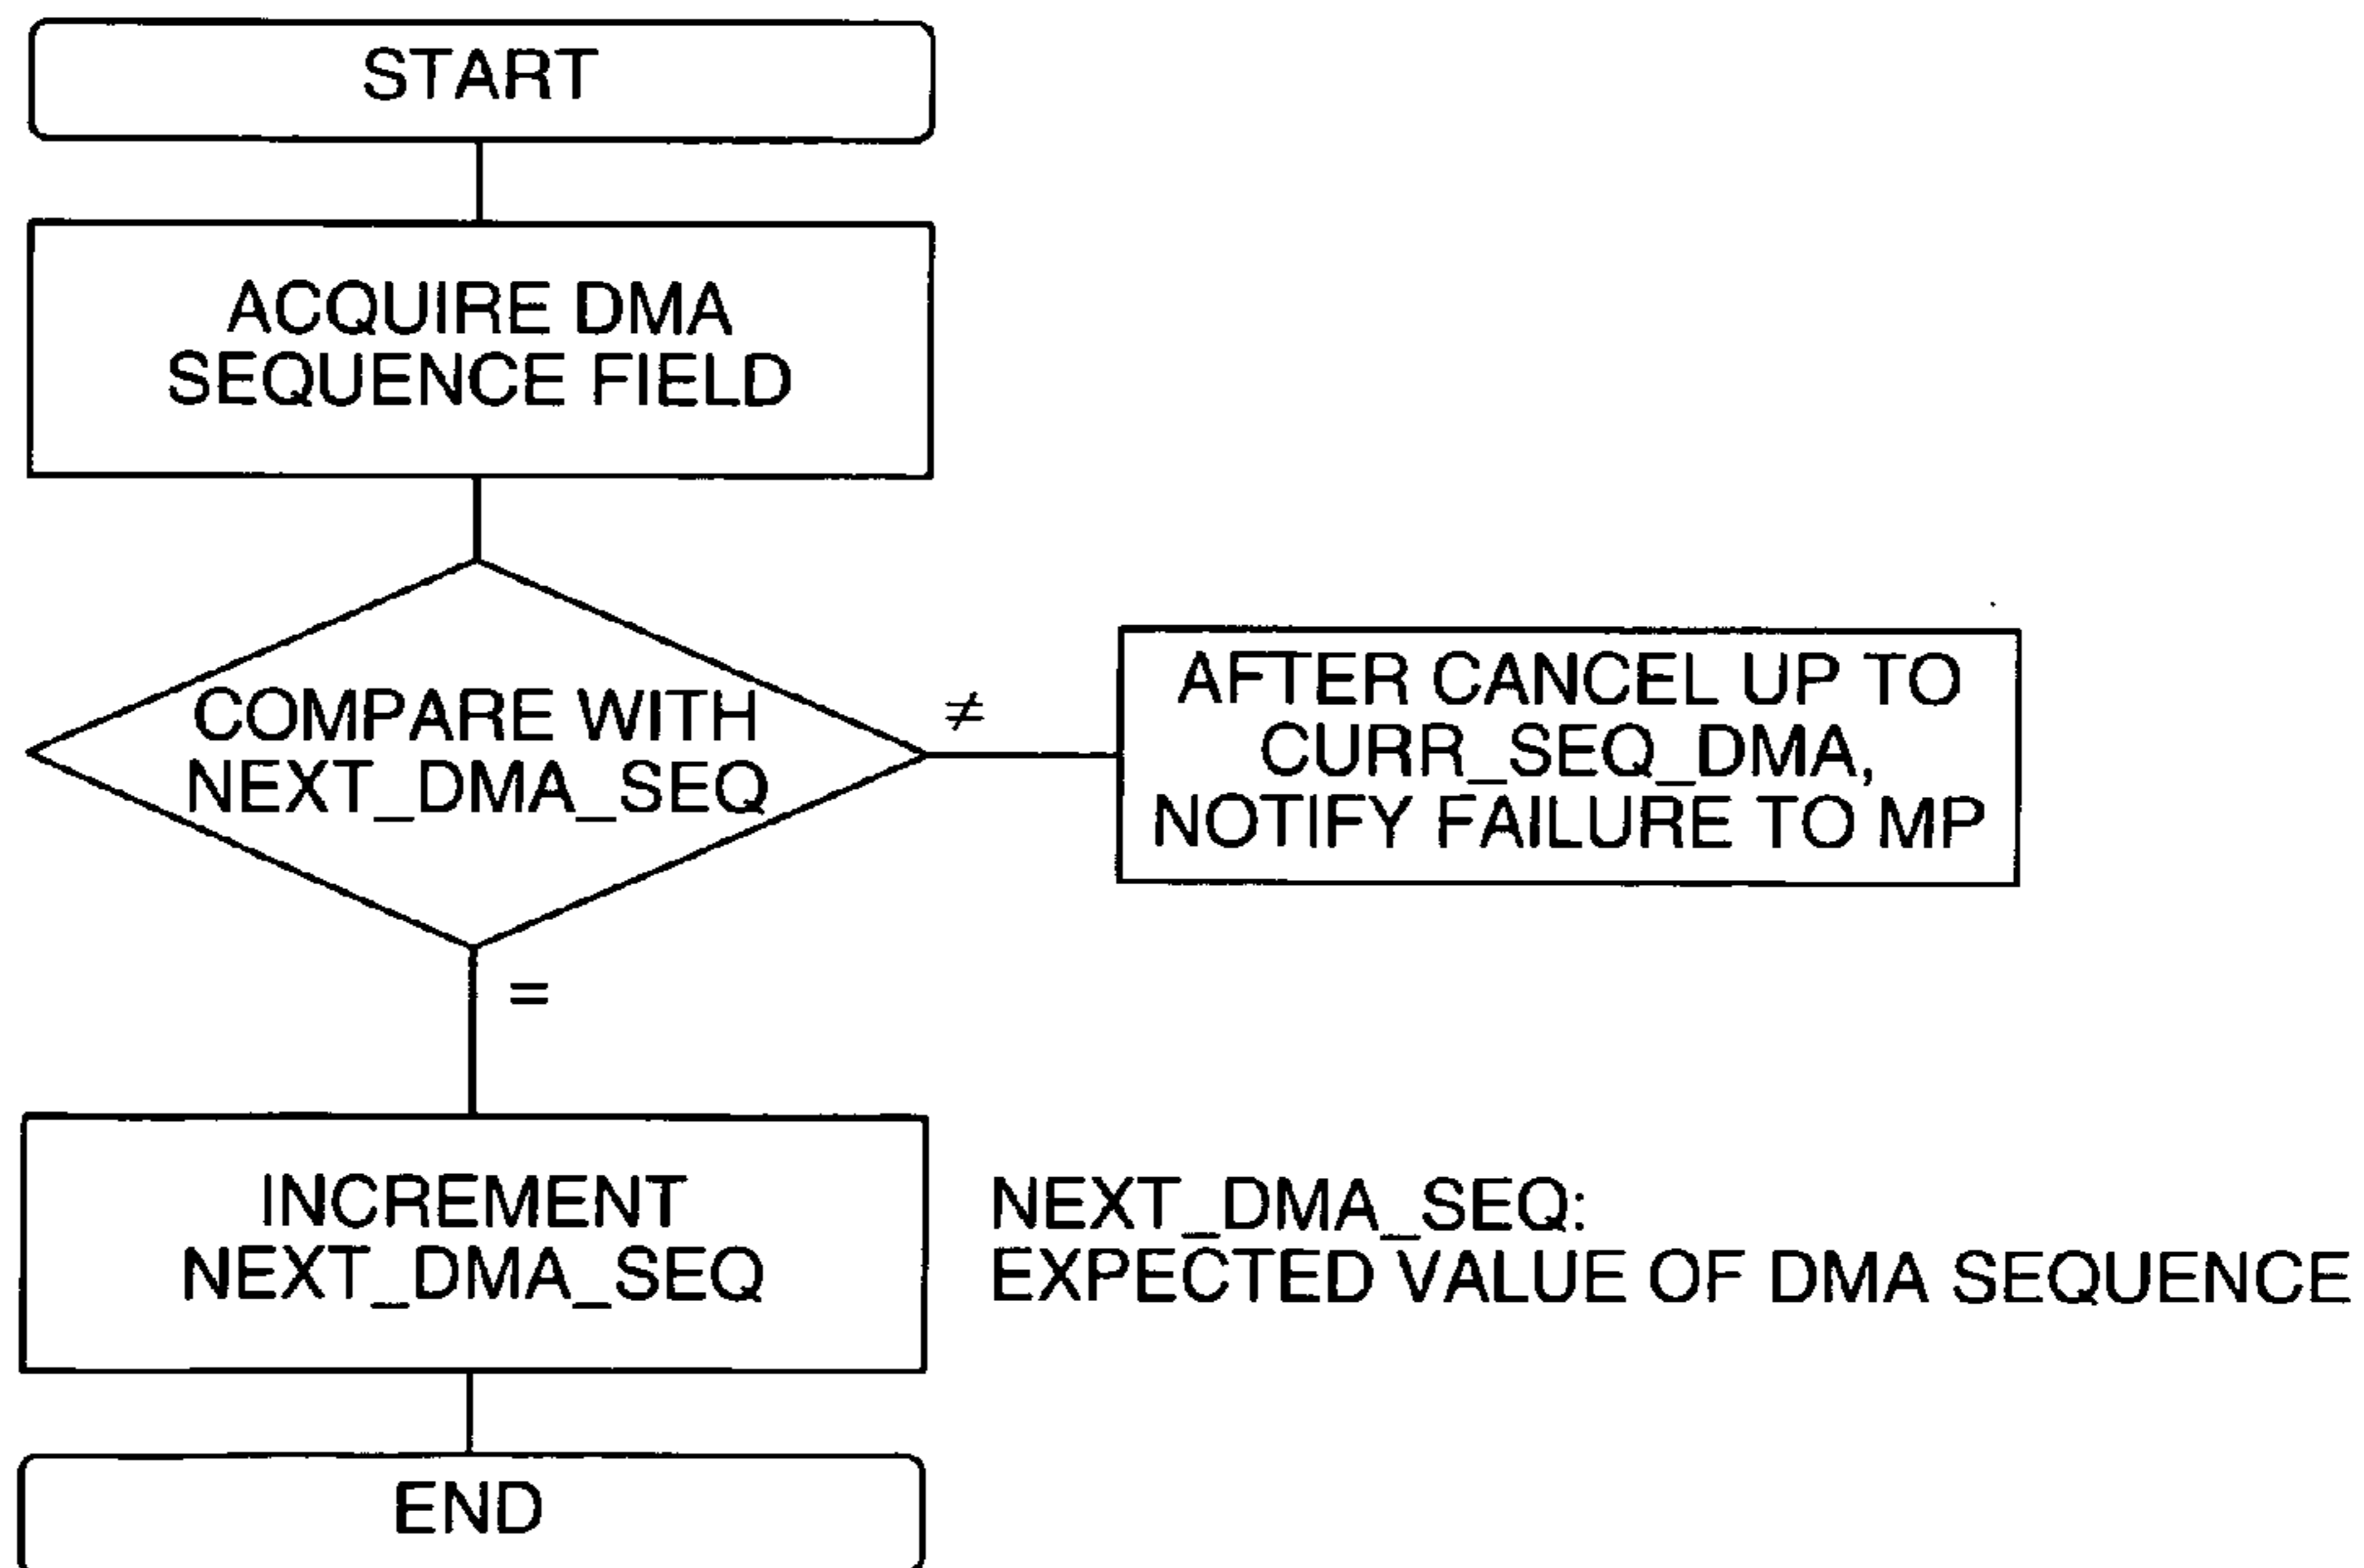 START
ACQUIRE DMA
SEQUENCE FIELD
COMPARE WITH
NEXT_DMA_SEQ
≠
AFTER CANCEL UP TO
CURR_SEQ_DMA,
NOTIFY FAILURE TO MP
=
INCREMENT
NEXT_DMA_SEQ
NEXT_DMA_SEQ:
EXPECTED VALUE OF DMA SEQUENCE
END